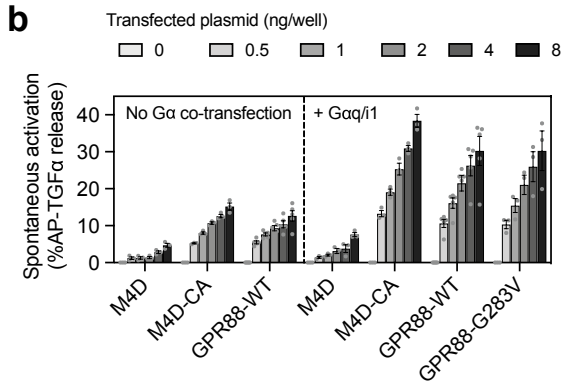 b
Transfected plasmid (ng/well)
0 0.5 1 2 4 8
Spontaneous activation
(%AP-TGFα release)
40
30
20
10
0
No Gα co-transfection
+ Gαq/i1
M4D
M4D-CA
GPR88-WT
M4D
M4D-CA
GPR88-WT
GPR88-G283V